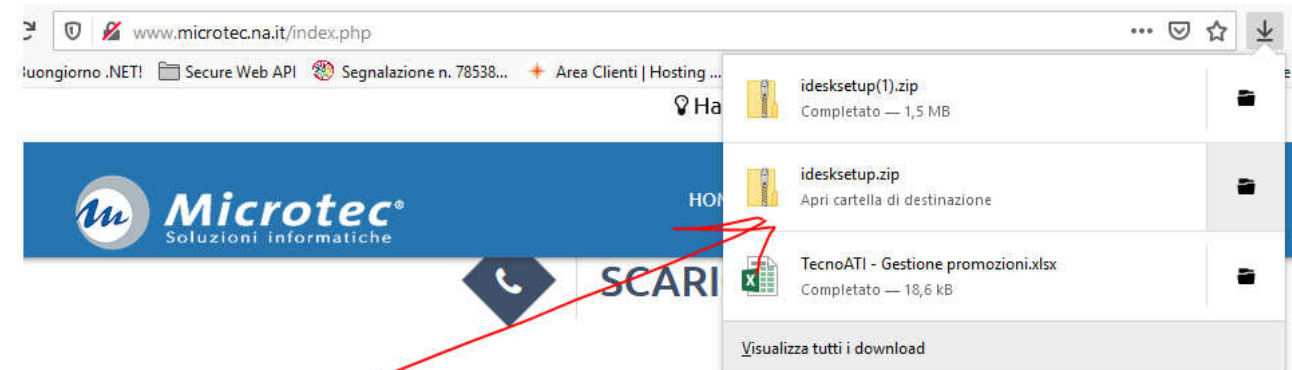 www.microtec.na.it/index.php
uongiorno .NET! Secure Web API Segnalazione n. 78538... Area Clienti | Hosting ...
Ha
Microtec®
Soluzioni informatiche
HOM
SCARI
idesksetup(1).zip
Completato — 1,5 MB
idesksetup.zip
Apri cartella di destinazione
TecnoATI - Gestione promozioni.xlsx
Completato — 18,6 kB
Visualizza tutti i download